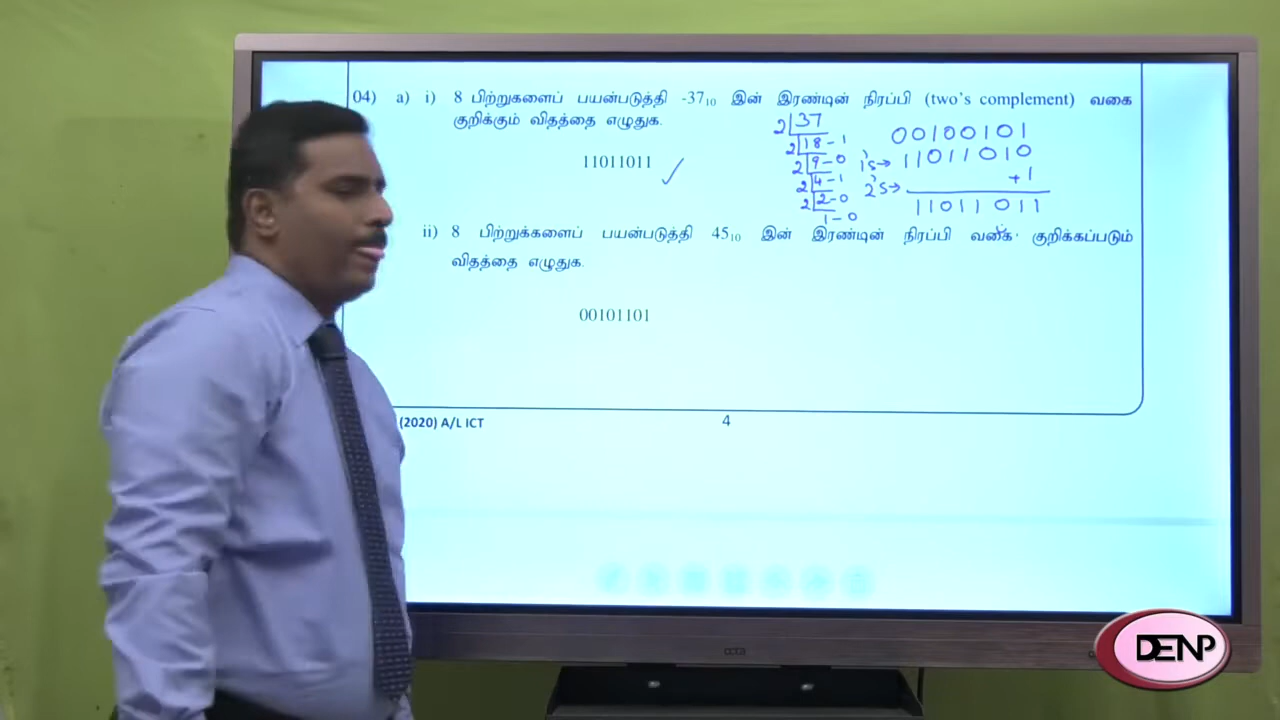 04) a) i) 8 பிற்றுகளைப் பயன்படுத்தி -37₁₀ இன் இரண்டின் நிரப்பி (two's complement) வகை
குறிக்கும் விதத்தை எழுதுக.
11011011 ✓
2 37
2 18 - 1
2 9 - 0
2 4 - 1
2 2 - 0
1 - 0
00100101
1's → 11011010
+1
2's →
11011011
ii) 8 பிற்றுக்களைப் பயன்படுத்தி 45₁₀ இன் இரண்டின் நிரப்பி வகைக் குறிக்கப்படும்
விதத்தை எழுதுக.
00101101
(2020) A/L ICT 4
DENP